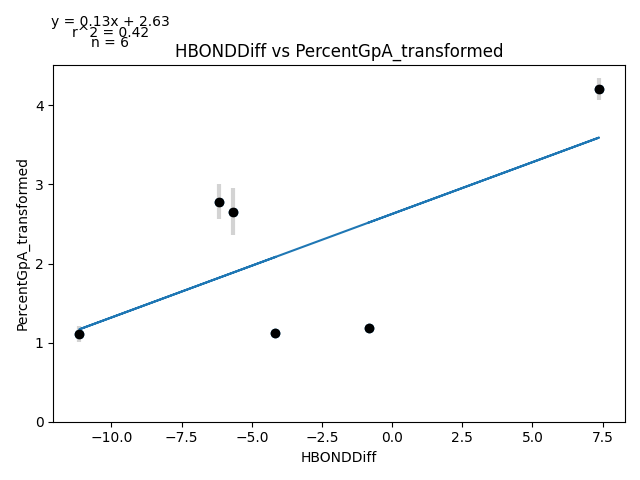 y = 0.13x + 2.63
r^2 = 0.42
n = 6
HBONDDiff vs PercentGpA_transformed
PercentGpA_transformed
4
3
2
1
0
−10.0 −7.5 −5.0 −2.5 0.0 2.5 5.0 7.5
HBONDDiff